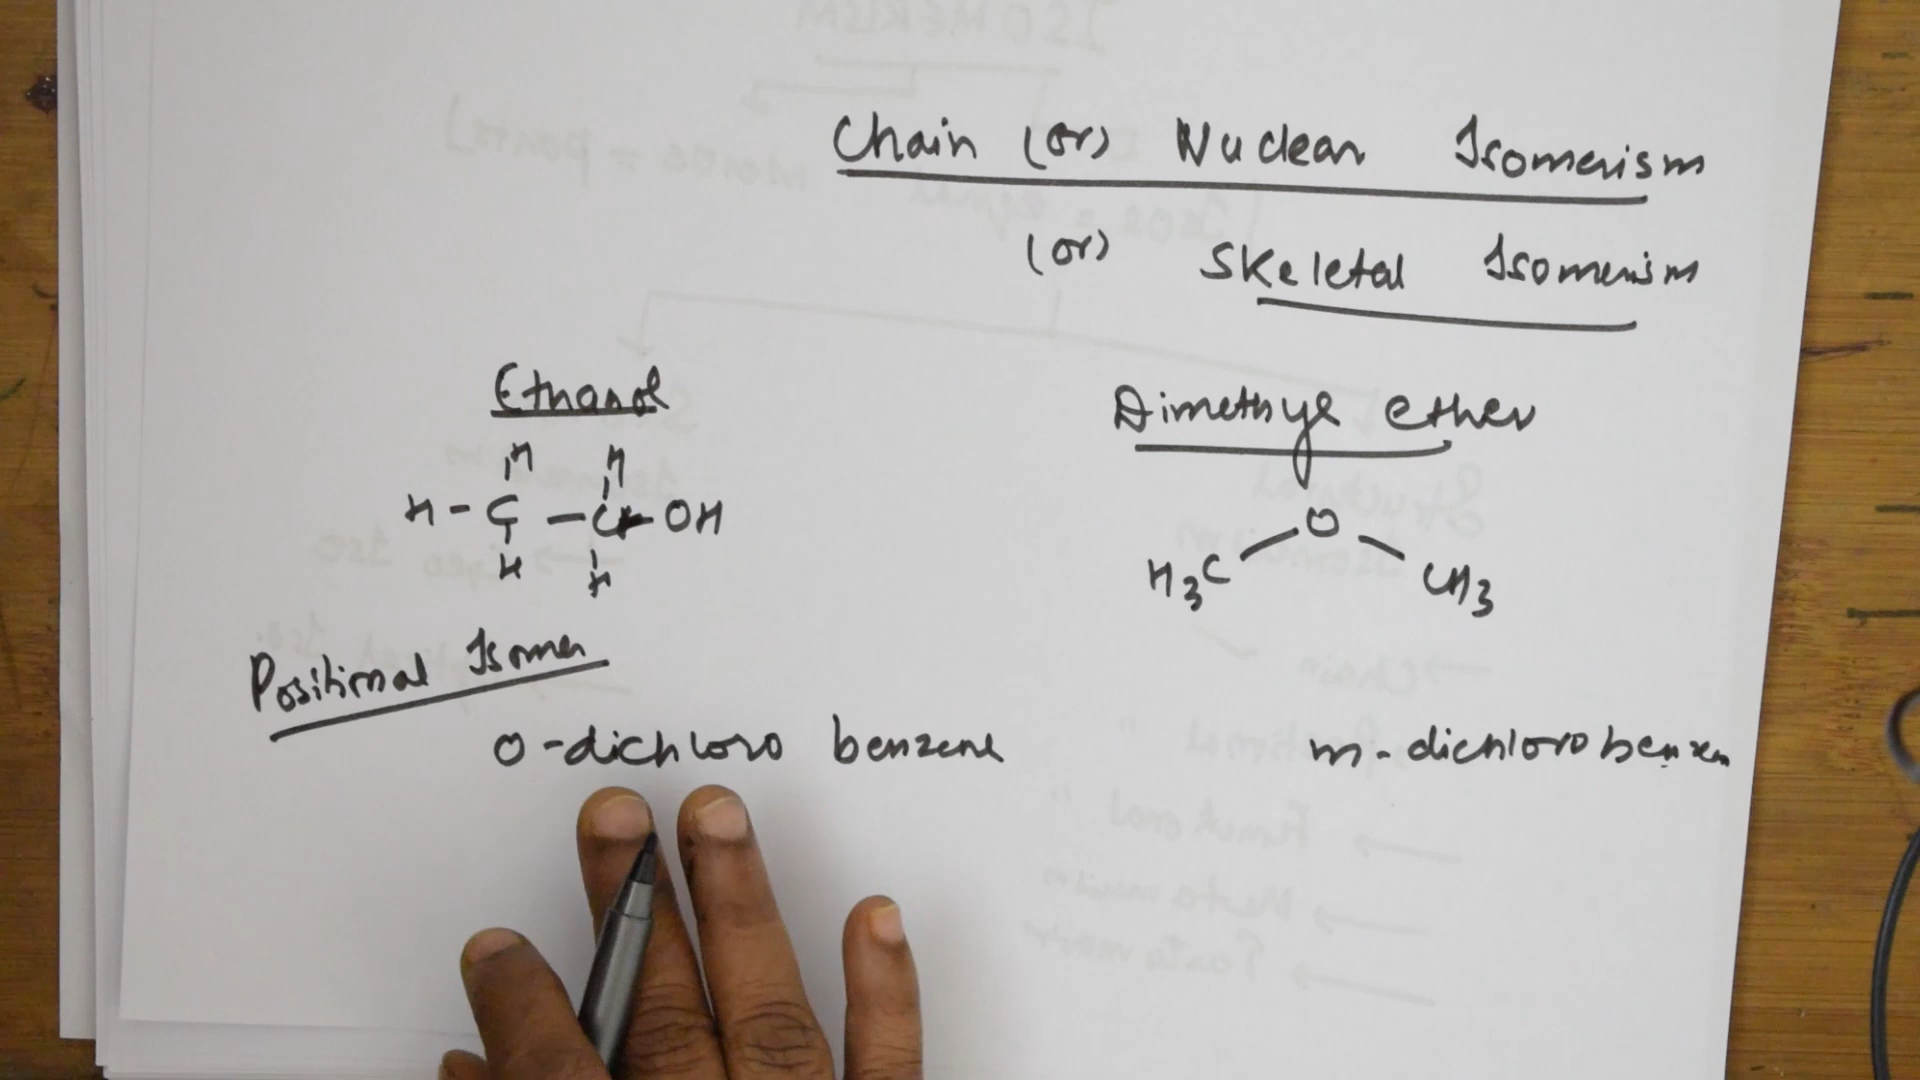 Chain (or) Nuclear Isomerism
(or) Skeletal Isomerism
Ethanol
Dimethyl ether
H H
H-C-C-OH
H H
O
H3C CH3
Positional Isomer
o-dichloro benzene
m-dichlorobenzen